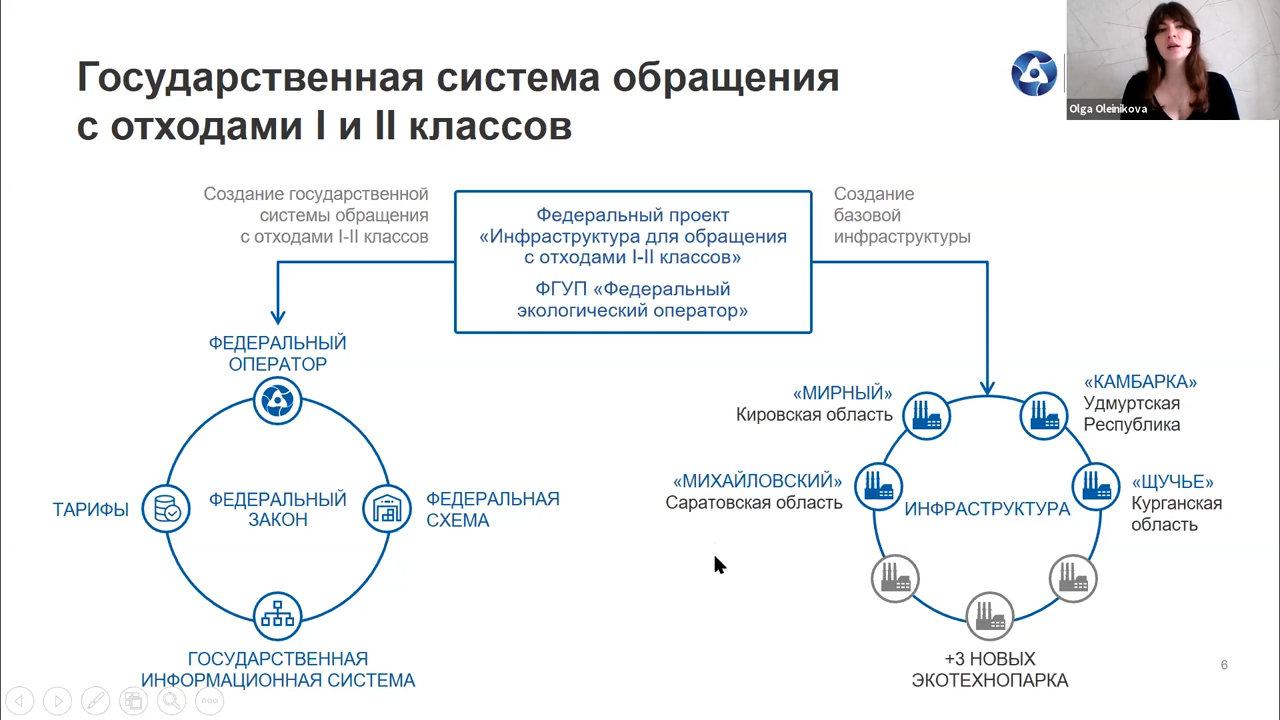 Государственная система обращения
с отходами I и II классов
Olga Oleinikova
Создание государственной
системы обращения
с отходами I-II классов
Федеральный проект
«Инфраструктура для обращения
с отходами I-II классов»
ФГУП «Федеральный
экологический оператор»
Создание
базовой
инфраструктуры
ФЕДЕРАЛЬНЫЙ
ОПЕРАТОР
ТАРИФЫ
ФЕДЕРАЛЬНЫЙ
ЗАКОН
ФЕДЕРАЛЬНАЯ
СХЕМА
ГОСУДАРСТВЕННАЯ
ИНФОРМАЦИОННАЯ СИСТЕМА
«МИРНЫЙ»
Кировская область
«КАМБАРКА»
Удмуртская
Республика
«МИХАЙЛОВСКИЙ»
Саратовская область
ИНФРАСТРУКТУРА
«ЩУЧЬЕ»
Курганская
область
+3 НОВЫХ
ЭКОТЕХНОПАРКА
6